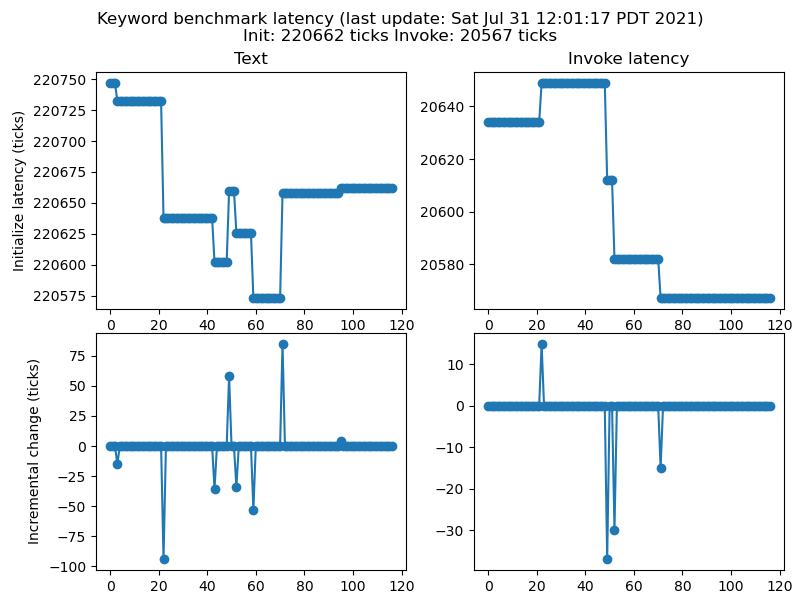 Keyword benchmark latency (last update: Sat Jul 31 12:01:17 PDT 2021)
Init: 220662 ticks Invoke: 20567 ticks
Text
Invoke latency
Initialize latency (ticks)
220750
220725
220700
220675
220650
220625
220600
220575
0 20 40 60 80 100 120
20640
20620
20600
20580
0 20 40 60 80 100 120
Incremental change (ticks)
75
50
25
0
−25
−50
−75
−100
0 20 40 60 80 100 120
10
0
−10
−20
−30
0 20 40 60 80 100 120